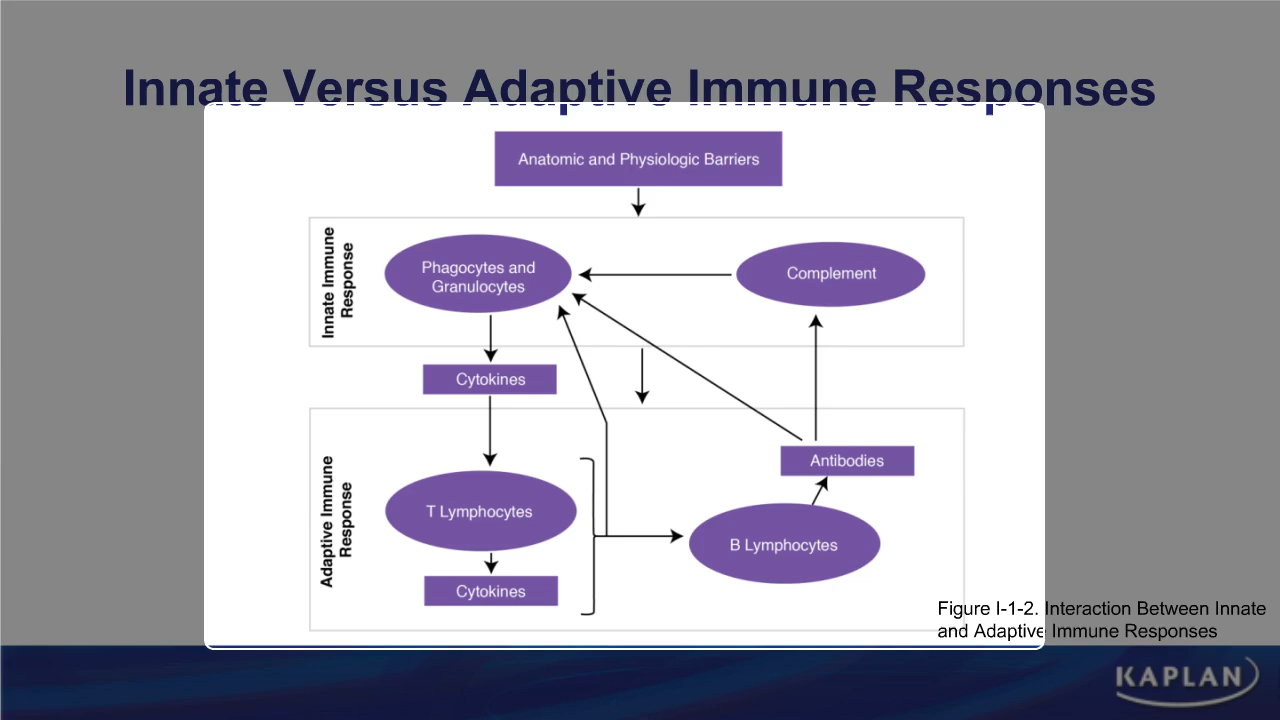 Innate Versus Adaptive Immune Responses
Anatomic and Physiologic Barriers
Innate Immune
Response
Phagocytes and
Granulocytes
Complement
Cytokines
Adaptive Immune
Response
Antibodies
T Lymphocytes
B Lymphocytes
Cytokines
Figure I-1-2. Interaction Between Innate
and Adaptive Immune Responses
KAPLAN